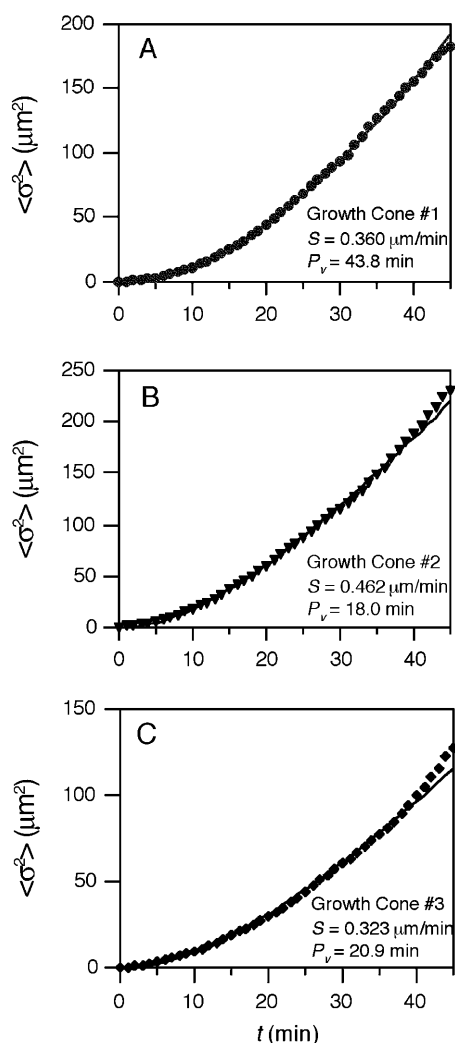 A
200
150
100
50
0
<σ²> (μm²)
Growth Cone #1
S = 0.360 μm/min
Pᵥ = 43.8 min
0 10 20 30 40
B
250
200
150
100
50
0
<σ²> (μm²)
Growth Cone #2
S = 0.462 μm/min
Pᵥ = 18.0 min
0 10 20 30 40
C
150
100
50
0
<σ²> (μm²)
Growth Cone #3
S = 0.323 μm/min
Pᵥ = 20.9 min
0 10 20 30 40
t (min)